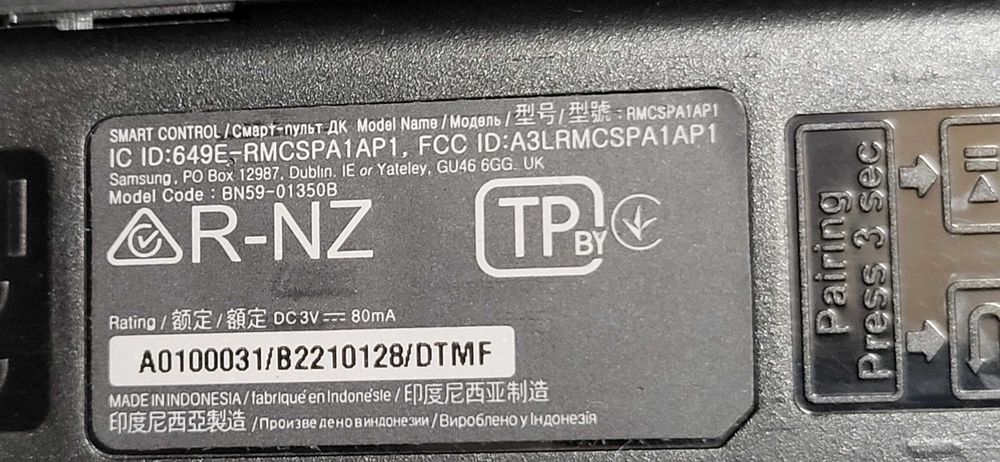 SMART CONTROL / Смарт-пульт ДК Model Name / Модель / 型号 / 型號 : RMCSPA1AP1
IC ID:649E-RMCSPA1AP1, FCC ID:A3LRMCSPA1AP1
Samsung, PO Box 12987, Dublin. IE or Yateley, GU46 6GG. UK
Model Code : BN59-01350B
R-NZ
TP BY
Rating / 额定 / 額定 DC 3V 80mA
A0100031/B2210128/DTMF
MADE IN INDONESIA / fabriqué en Indonésie / 印度尼西亚制造
印度尼西亞製造 / Произведено в индонезии / Вироблено у Індонезія
Pairing
Press 3 sec